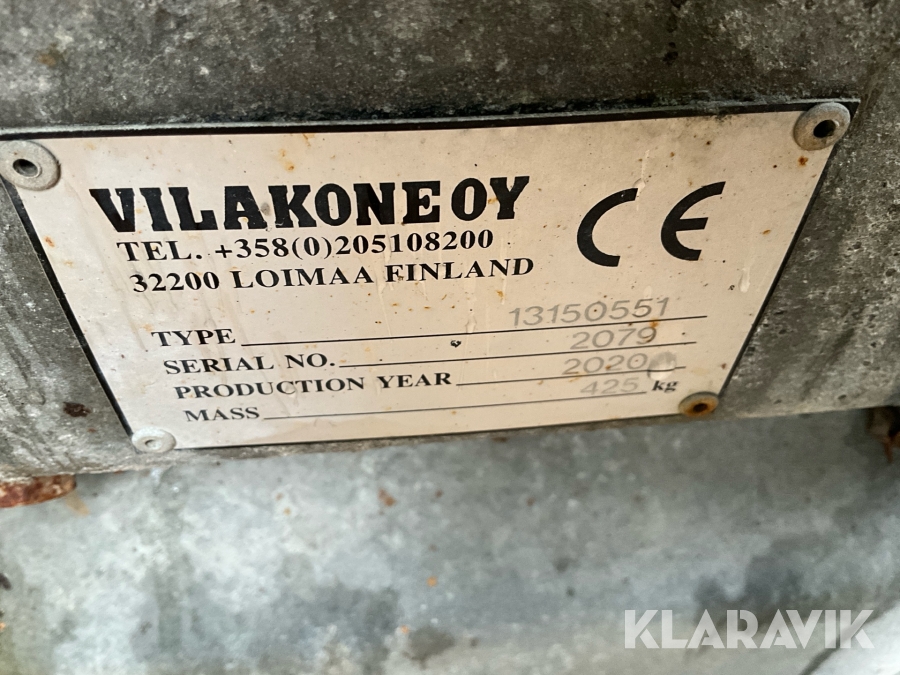 VILAKONE OY
TEL. +358(0)205108200
32200 LOIMAA FINLAND
CE
TYPE 13150551
SERIAL NO. 2079
PRODUCTION YEAR 2020
MASS 425 kg
KLARAVIK